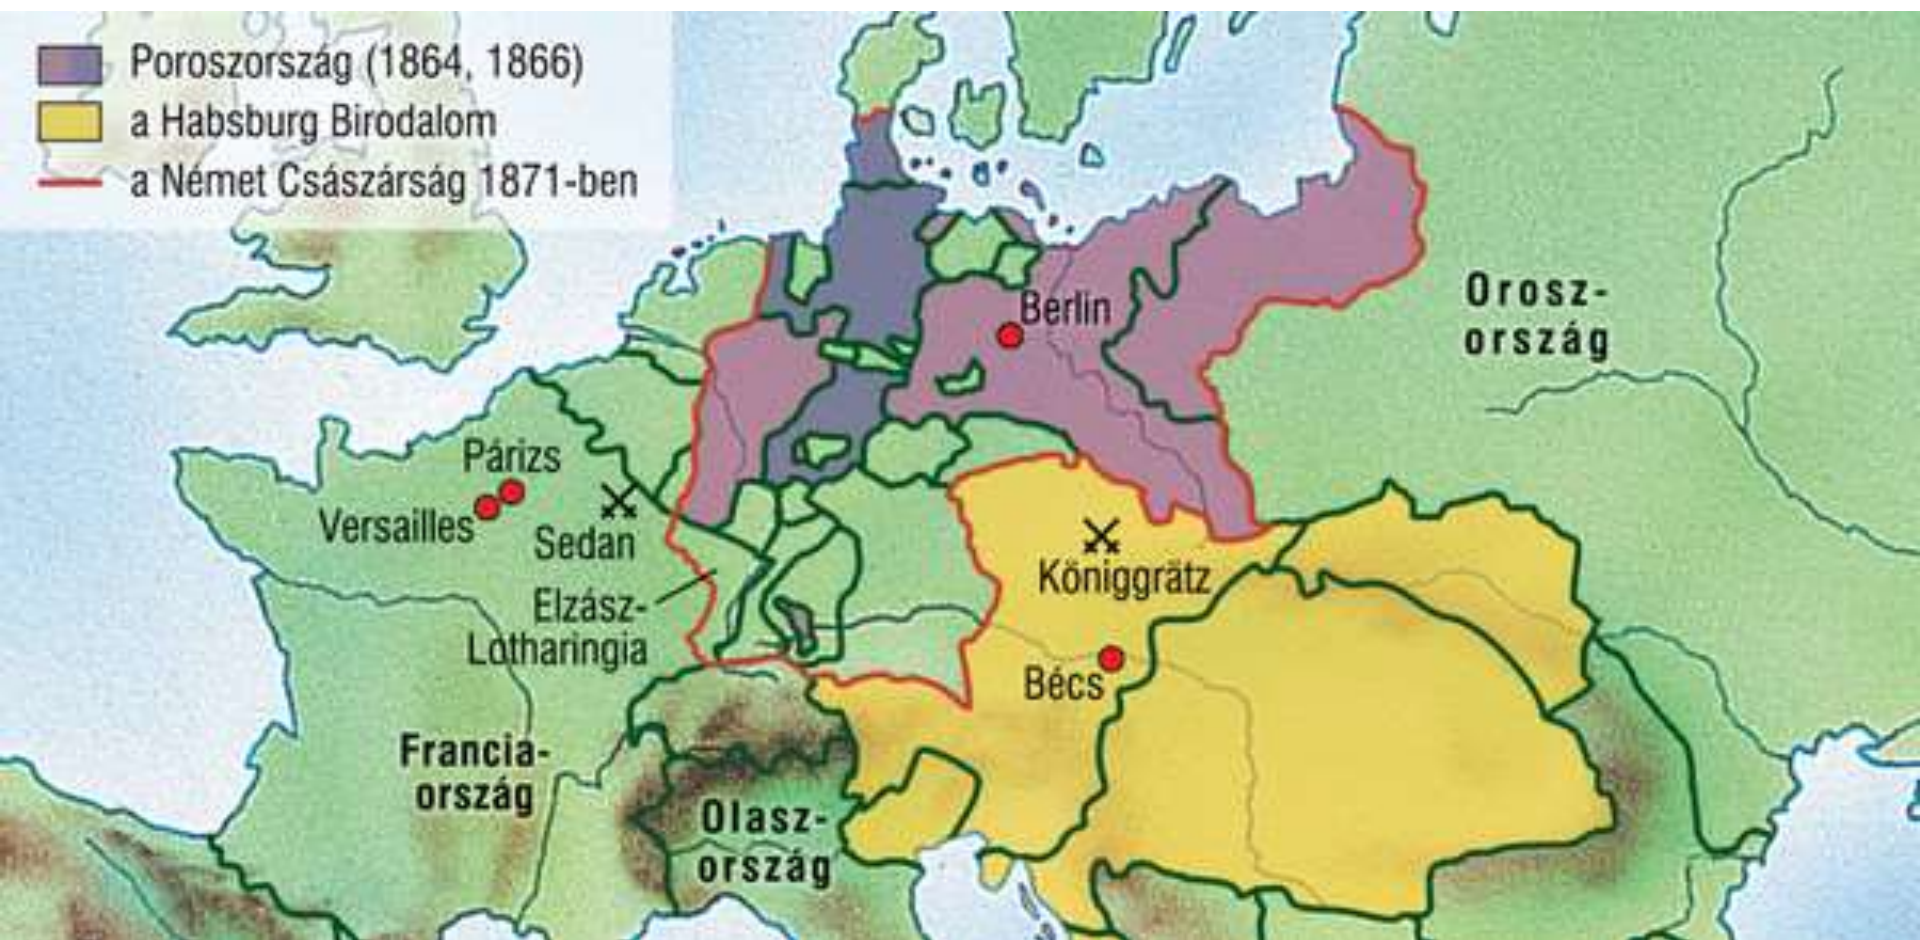 Poroszország (1864, 1866)
a Habsburg Birodalom
a Német Császárság 1871-ben
Berlin
Orosz-
ország
Párizs
Versailles
Sedan
Königgrätz
Elzász-
Lotharingia
Bécs
Francia-
ország
Olasz-
ország